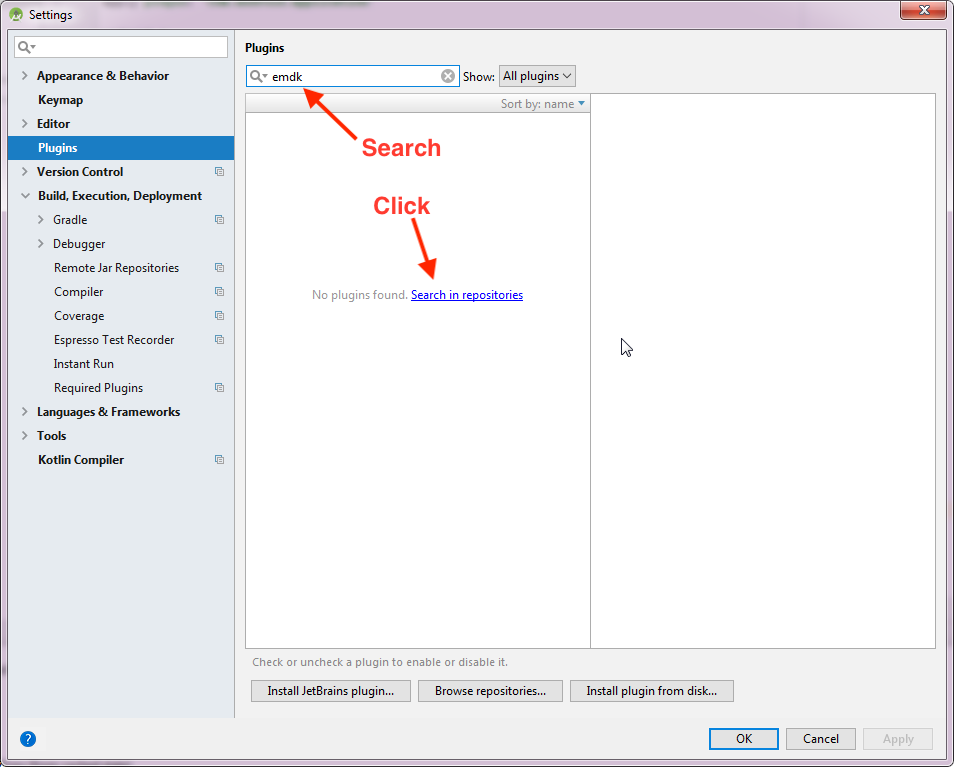 Settings
Plugins
emdk
Show: All plugins
Appearance & Behavior
Keymap
Sort by: name
Editor
Search
Plugins
Version Control
Build, Execution, Deployment
Click
Gradle
Debugger
Remote Jar Repositories
Compiler
No plugins found. Search in repositories
Coverage
Espresso Test Recorder
Instant Run
Required Plugins
Languages & Frameworks
Tools
Kotlin Compiler
Check or uncheck a plugin to enable or disable it.
Install JetBrains plugin... Browse repositories... Install plugin from disk...
? OK Cancel Apply